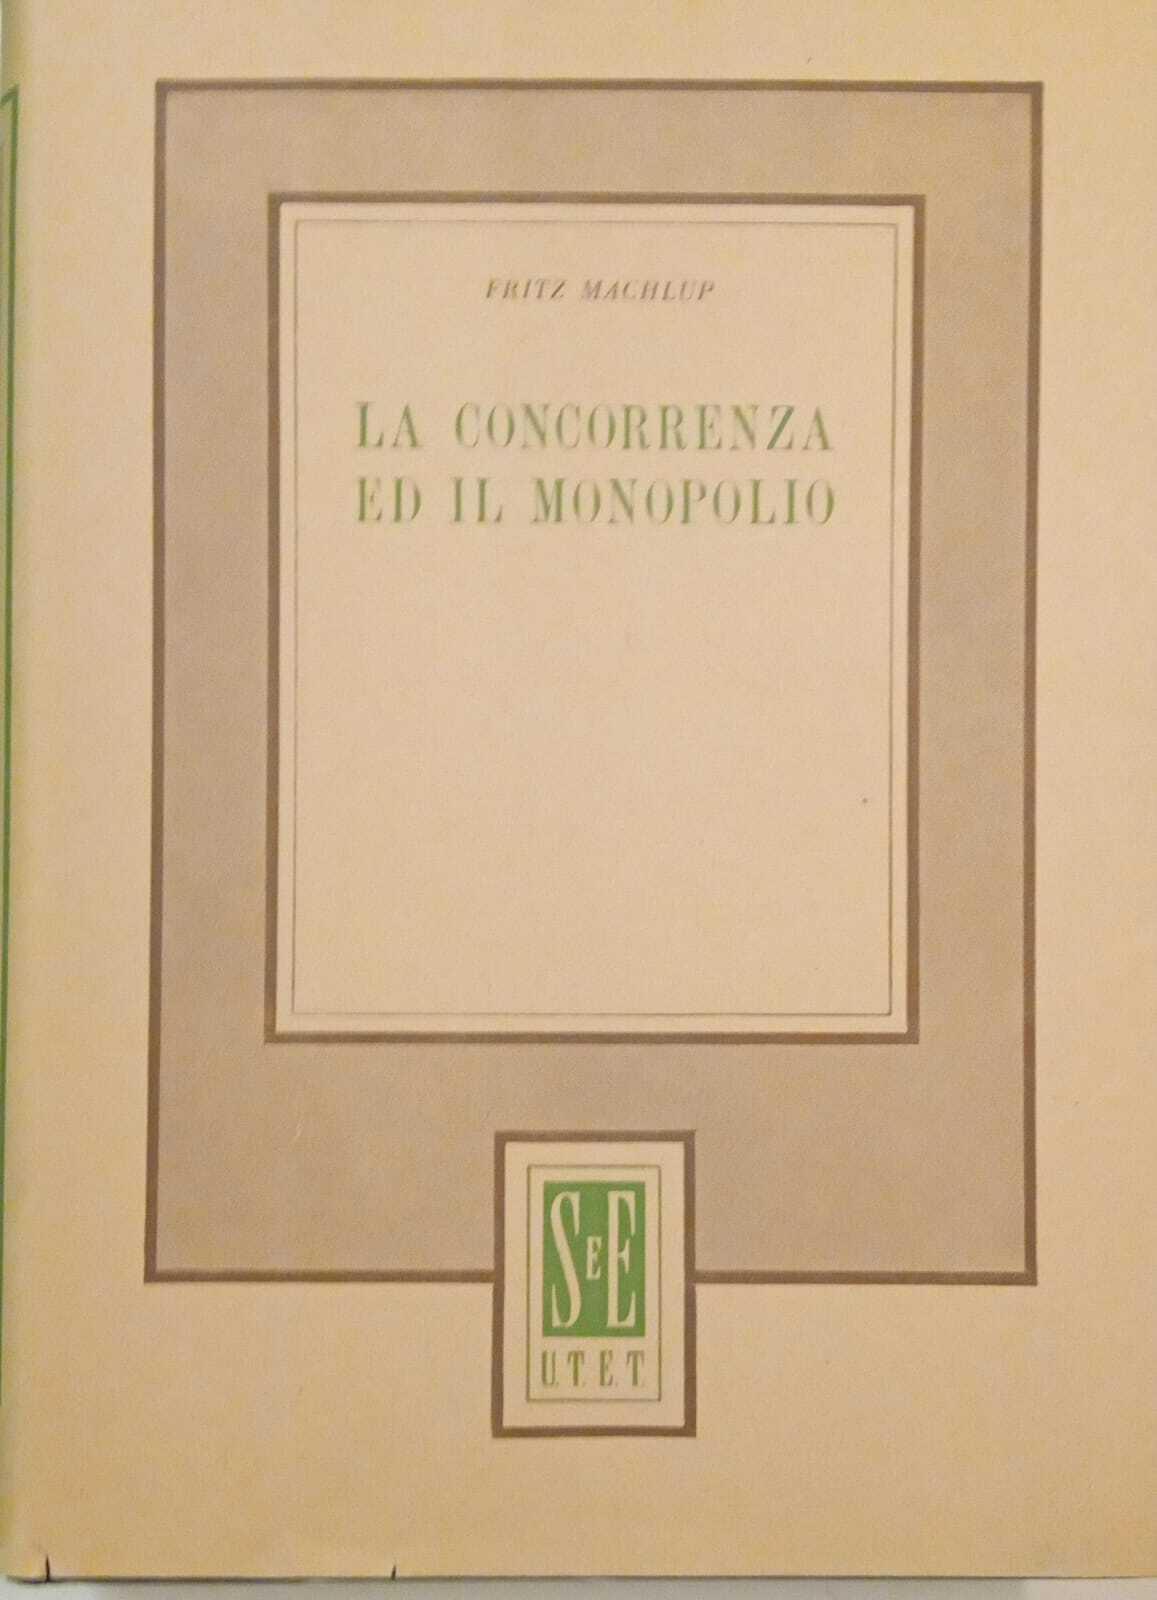 FRITZ MACHLUP
LA CONCORRENZA
ED IL MONOPOLIO
SEE
U.T.E.T.